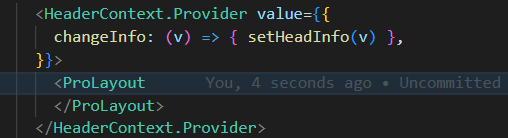 <HeaderContext.Provider value={{
changeInfo: (v) => { setHeadInfo(v) },
}}>
<ProLayout You, 4 seconds ago • Uncommitted
</ProLayout>
</HeaderContext.Provider>